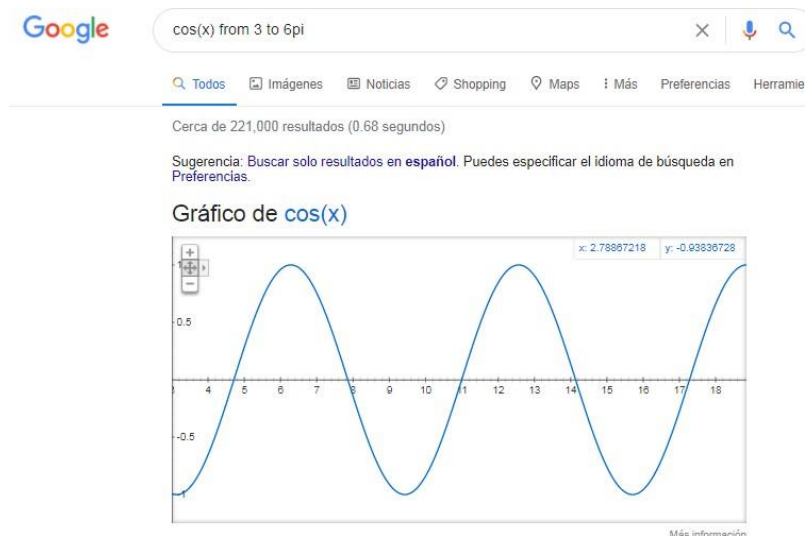 Google
cos(x) from 3 to 6pi
Todos Imágenes Noticias Shopping Maps Más Preferencias Herramie
Cerca de 221,000 resultados (0.68 segundos)
Sugerencia: Buscar solo resultados en español. Puedes especificar el idioma de búsqueda en
Preferencias.
Gráfico de cos(x)
x: 2.78867218 y: -0.93836728
1
0.5
3 4 5 6 7 8 9 10 11 12 13 14 15 16 17 18
-0.5
-1
Más información